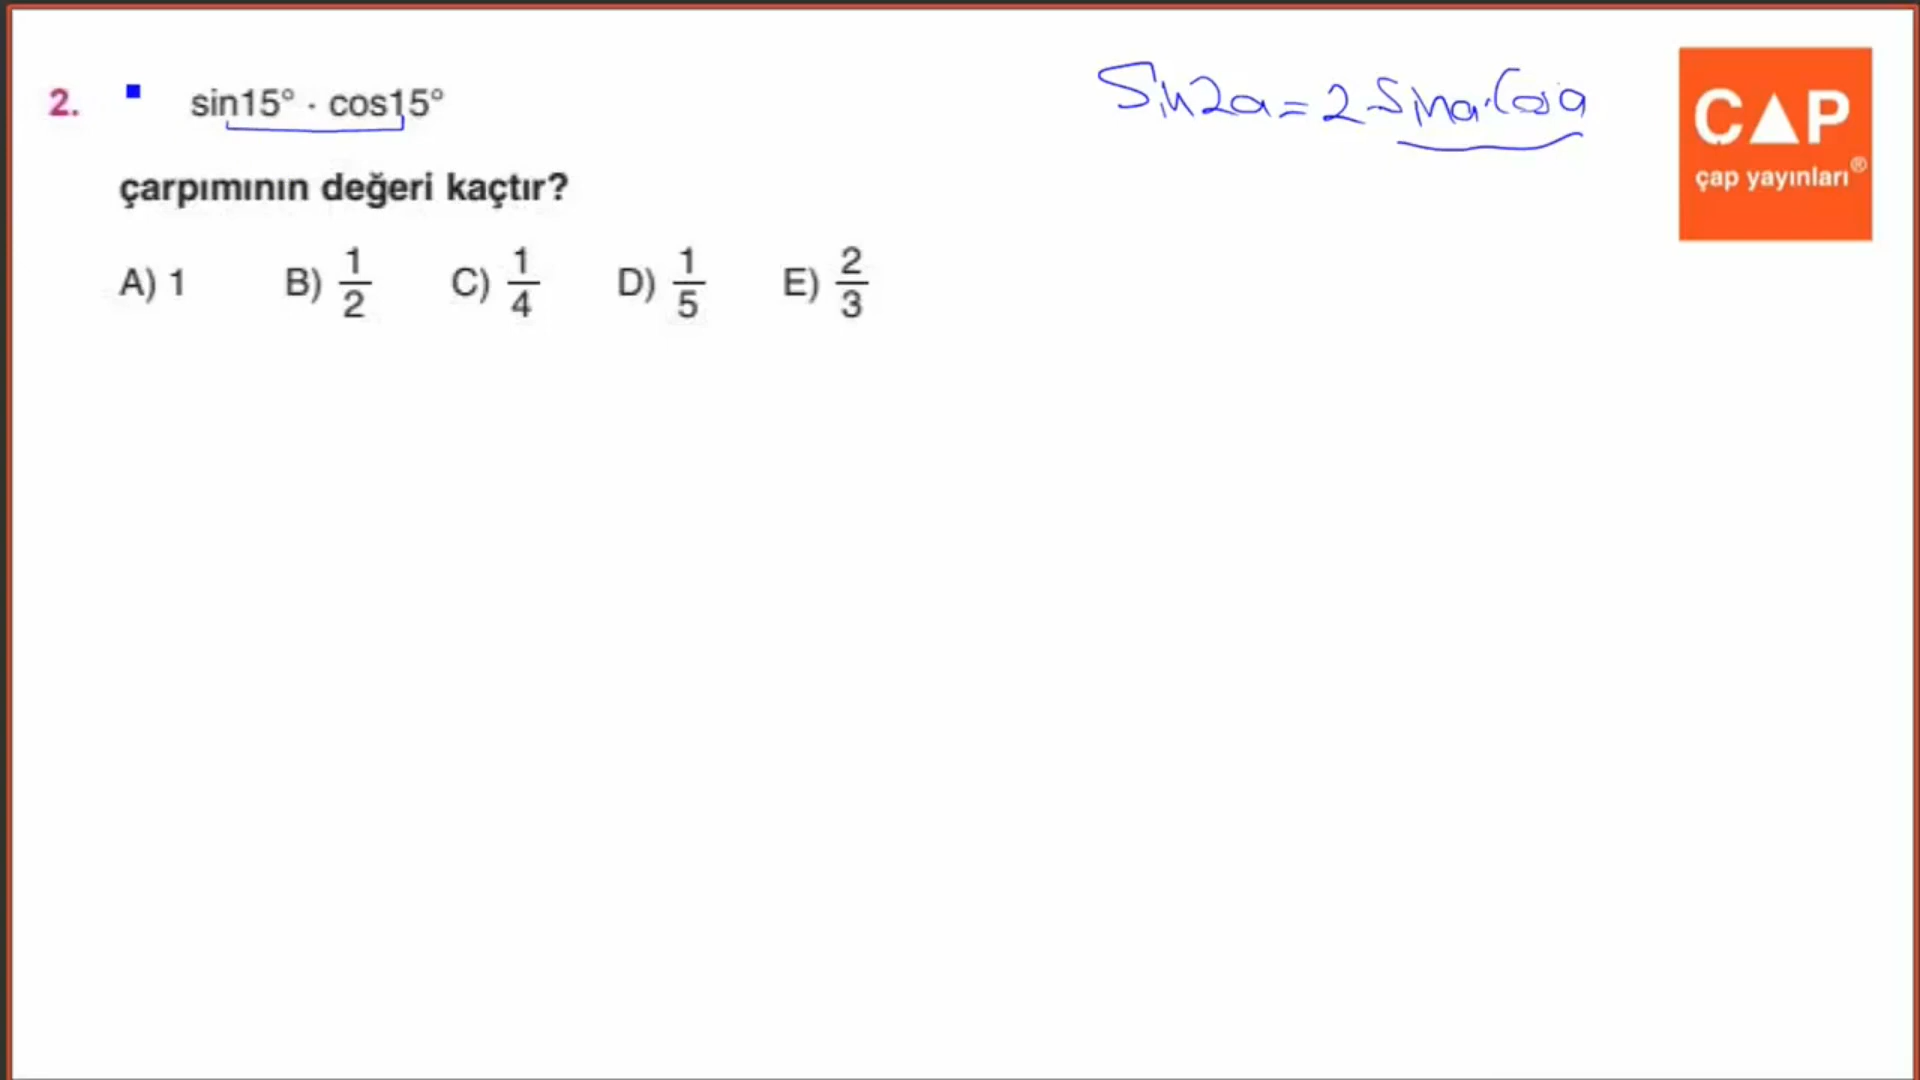 2. sin15° · cos15°
Sin2a = 2 Sina·Cosa
çarpımının değeri kaçtır?
A) 1 B) 1/2 C) 1/4 D) 1/5 E) 2/3
CAP
çap yayınları®